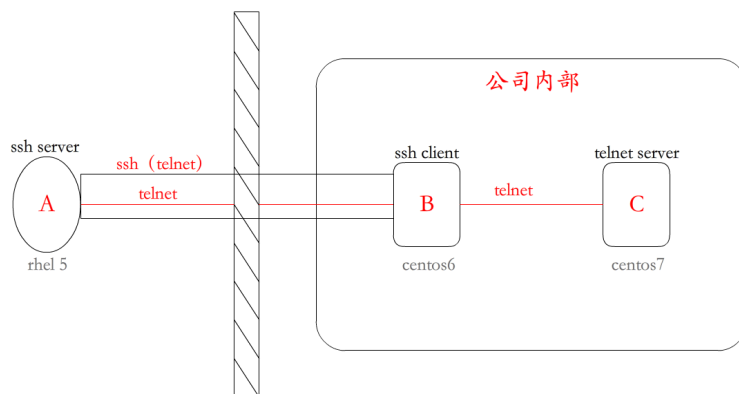 公司内部
ssh server
ssh client
telnet server
ssh（telnet）
telnet
telnet
A
B
C
rhel 5
centos6
centos7